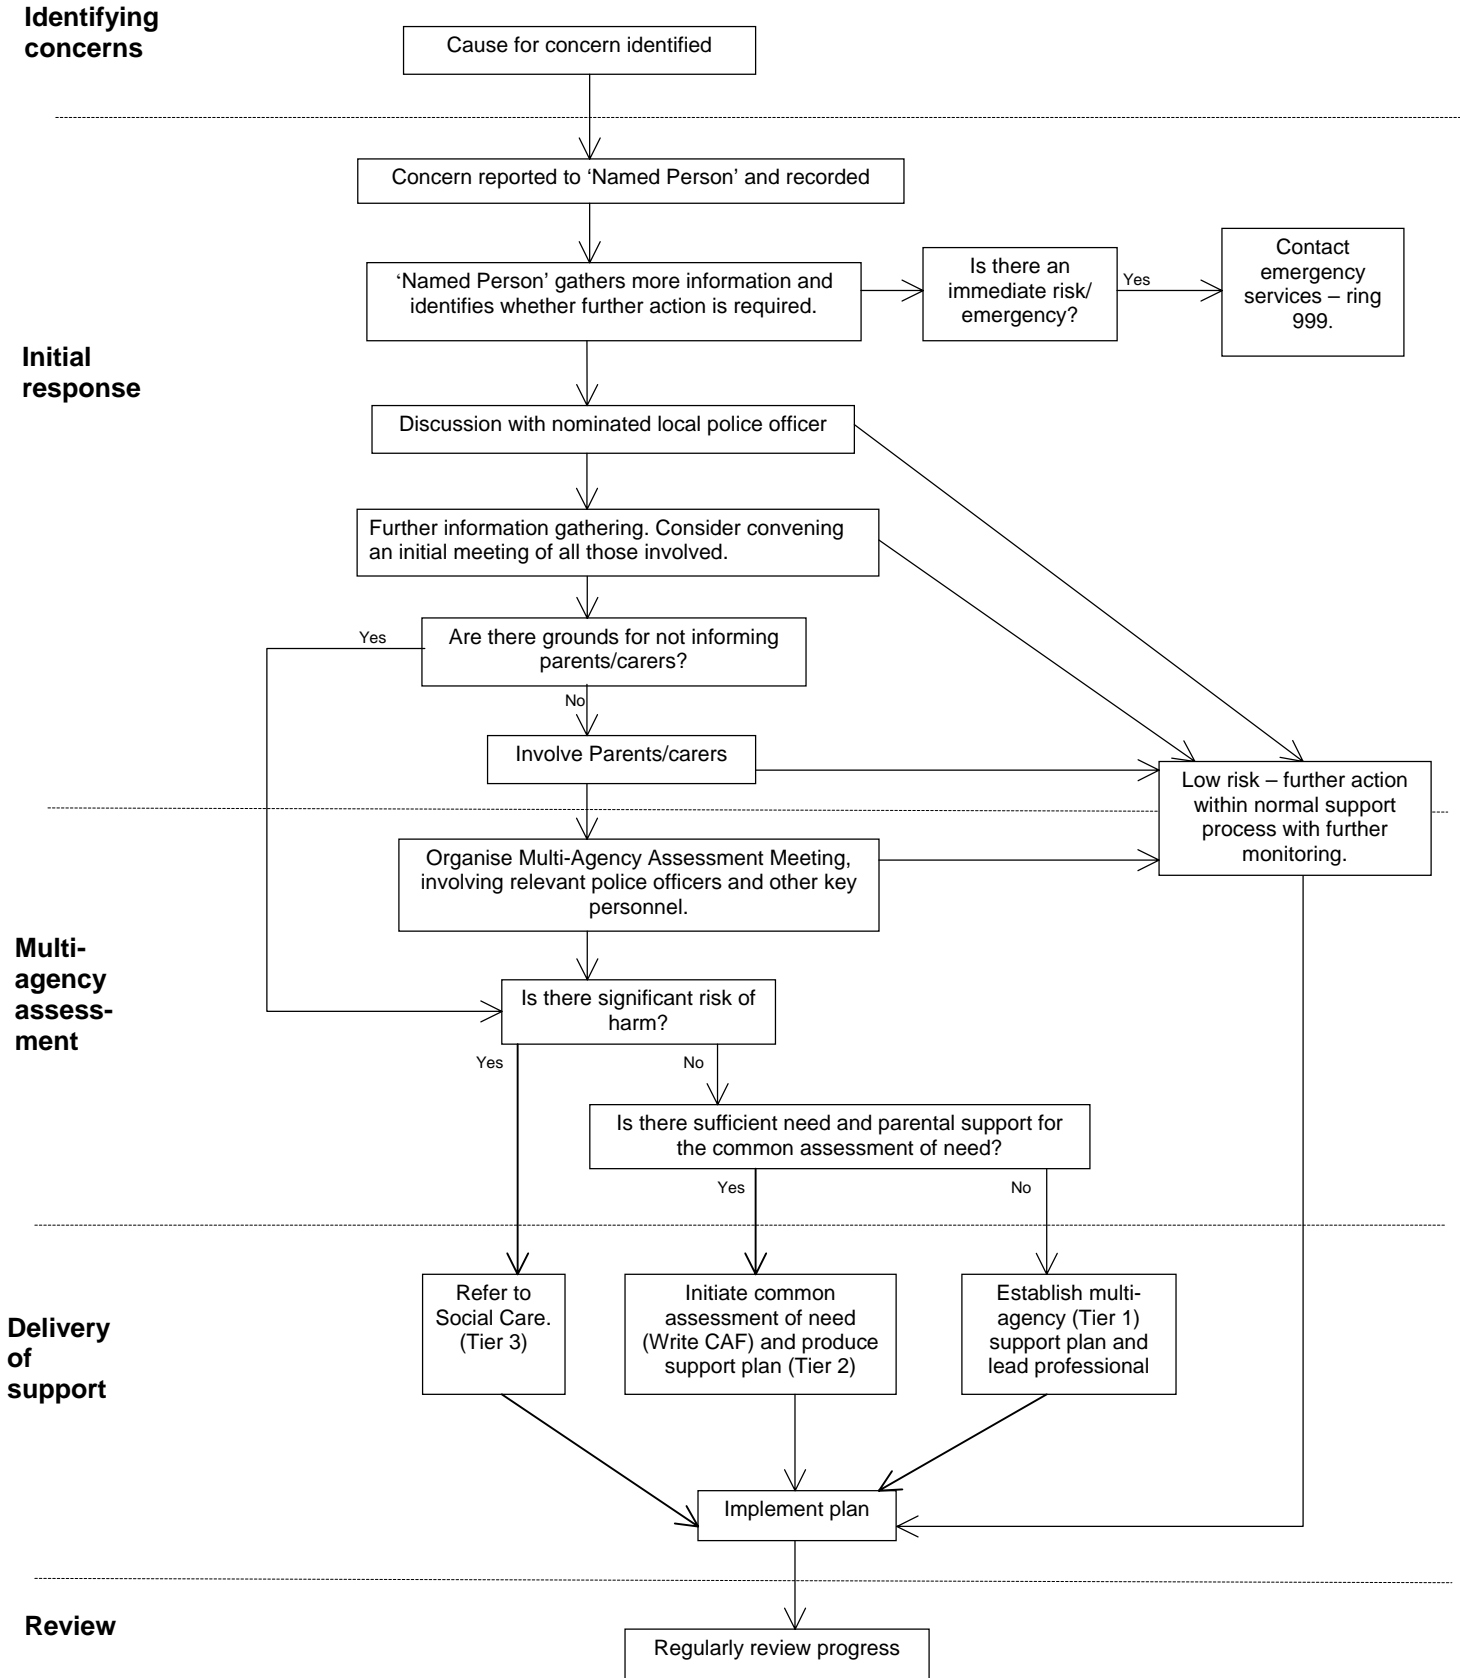 Identifying
concerns
Cause for concern identified
Concern reported to ‘Named Person’ and recorded
‘Named Person’ gathers more information and
identifies whether further action is required.
Is there an
immediate risk/
emergency?
Yes
Contact
emergency
services – ring
999.
Initial
response
Discussion with nominated local police officer
Further information gathering. Consider convening
an initial meeting of all those involved.
Yes
Are there grounds for not informing
parents/carers?
No
Involve Parents/carers
Low risk – further action
within normal support
process with further
monitoring.
Organise Multi-Agency Assessment Meeting,
involving relevant police officers and other key
personnel.
Multi-
agency
assess-
ment
Is there significant risk of
harm?
Yes
No
Is there sufficient need and parental support for
the common assessment of need?
Yes
No
Delivery
of
support
Refer to
Social Care.
(Tier 3)
Initiate common
assessment of need
(Write CAF) and produce
support plan (Tier 2)
Establish multi-
agency (Tier 1)
support plan and
lead professional
Implement plan
Review
Regularly review progress